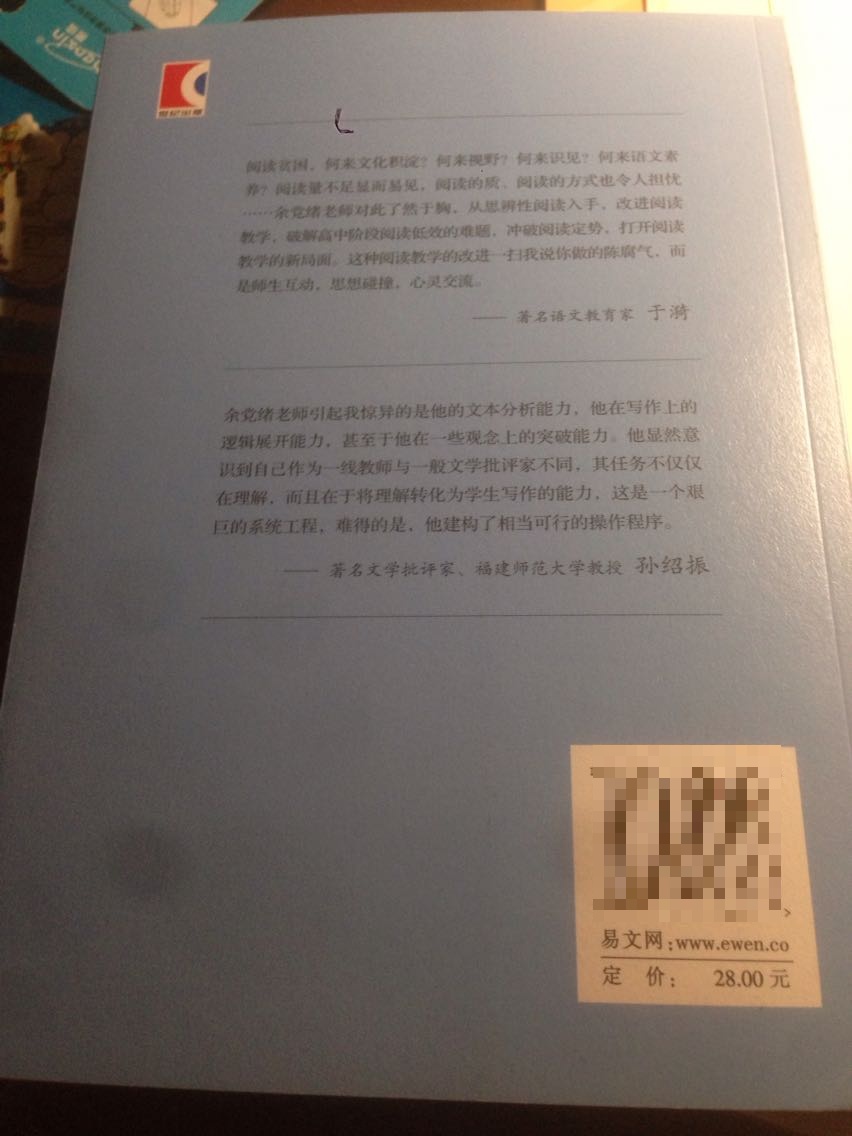 世纪出版
阅读贫困，何来文化积淀？何来视野？何来识见？何来语文素
养？阅读量不足显而易见，阅读的质、阅读的方式也令人担忧
……余党绪老师对此了然于胸，从思辨性阅读入手，改进阅读
教学，破解高中阶段阅读低效的难题，冲破阅读定势，打开阅读
教学的新局面。这种阅读教学的改进一扫我说你做的陈腐气，而
是师生互动，思想碰撞，心灵交流。
—— 著名语文教育家 于漪
余党绪老师引起我惊异的是他的文本分析能力，他在写作上的
逻辑展开能力，甚至于他在一些观念上的突破能力。他显然意
识到自己作为一线教师与一般文学批评家不同，其任务不仅仅
在理解，而且在于将理解转化为学生写作的能力，这是一个艰
巨的系统工程，难得的是，他建构了相当可行的操作程序。
—— 著名文学批评家、福建师范大学教授 孙绍振
>
易文网：www.ewen.co
定 价： 28.00 元